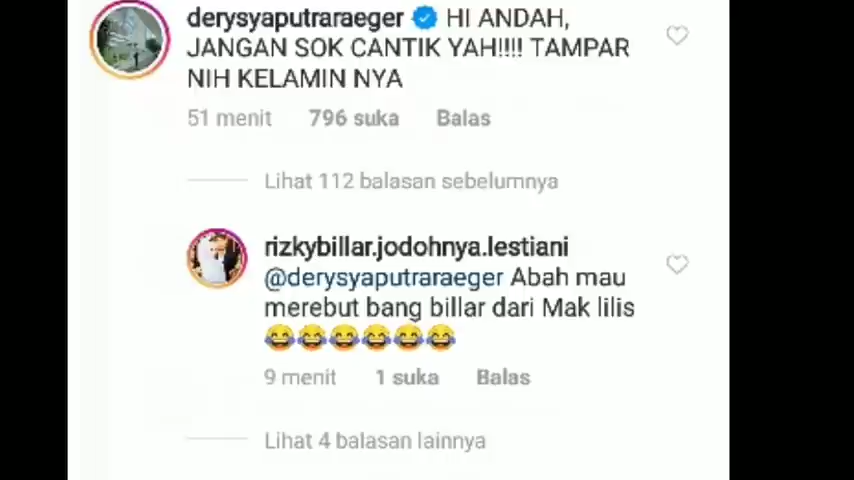 derysyaputraraeger HI ANDAH,
JANGAN SOK CANTIK YAH!!!! TAMPAR
NIH KELAMIN NYA
51 menit 796 suka Balas
Lihat 112 balasan sebelumnya
rizkybillar.jodohnya.lestiani
@derysyaputraraeger Abah mau
merebut bang billar dari Mak lilis
😂😂😂😂😂😂
9 menit 1 suka Balas
Lihat 4 balasan lainnya